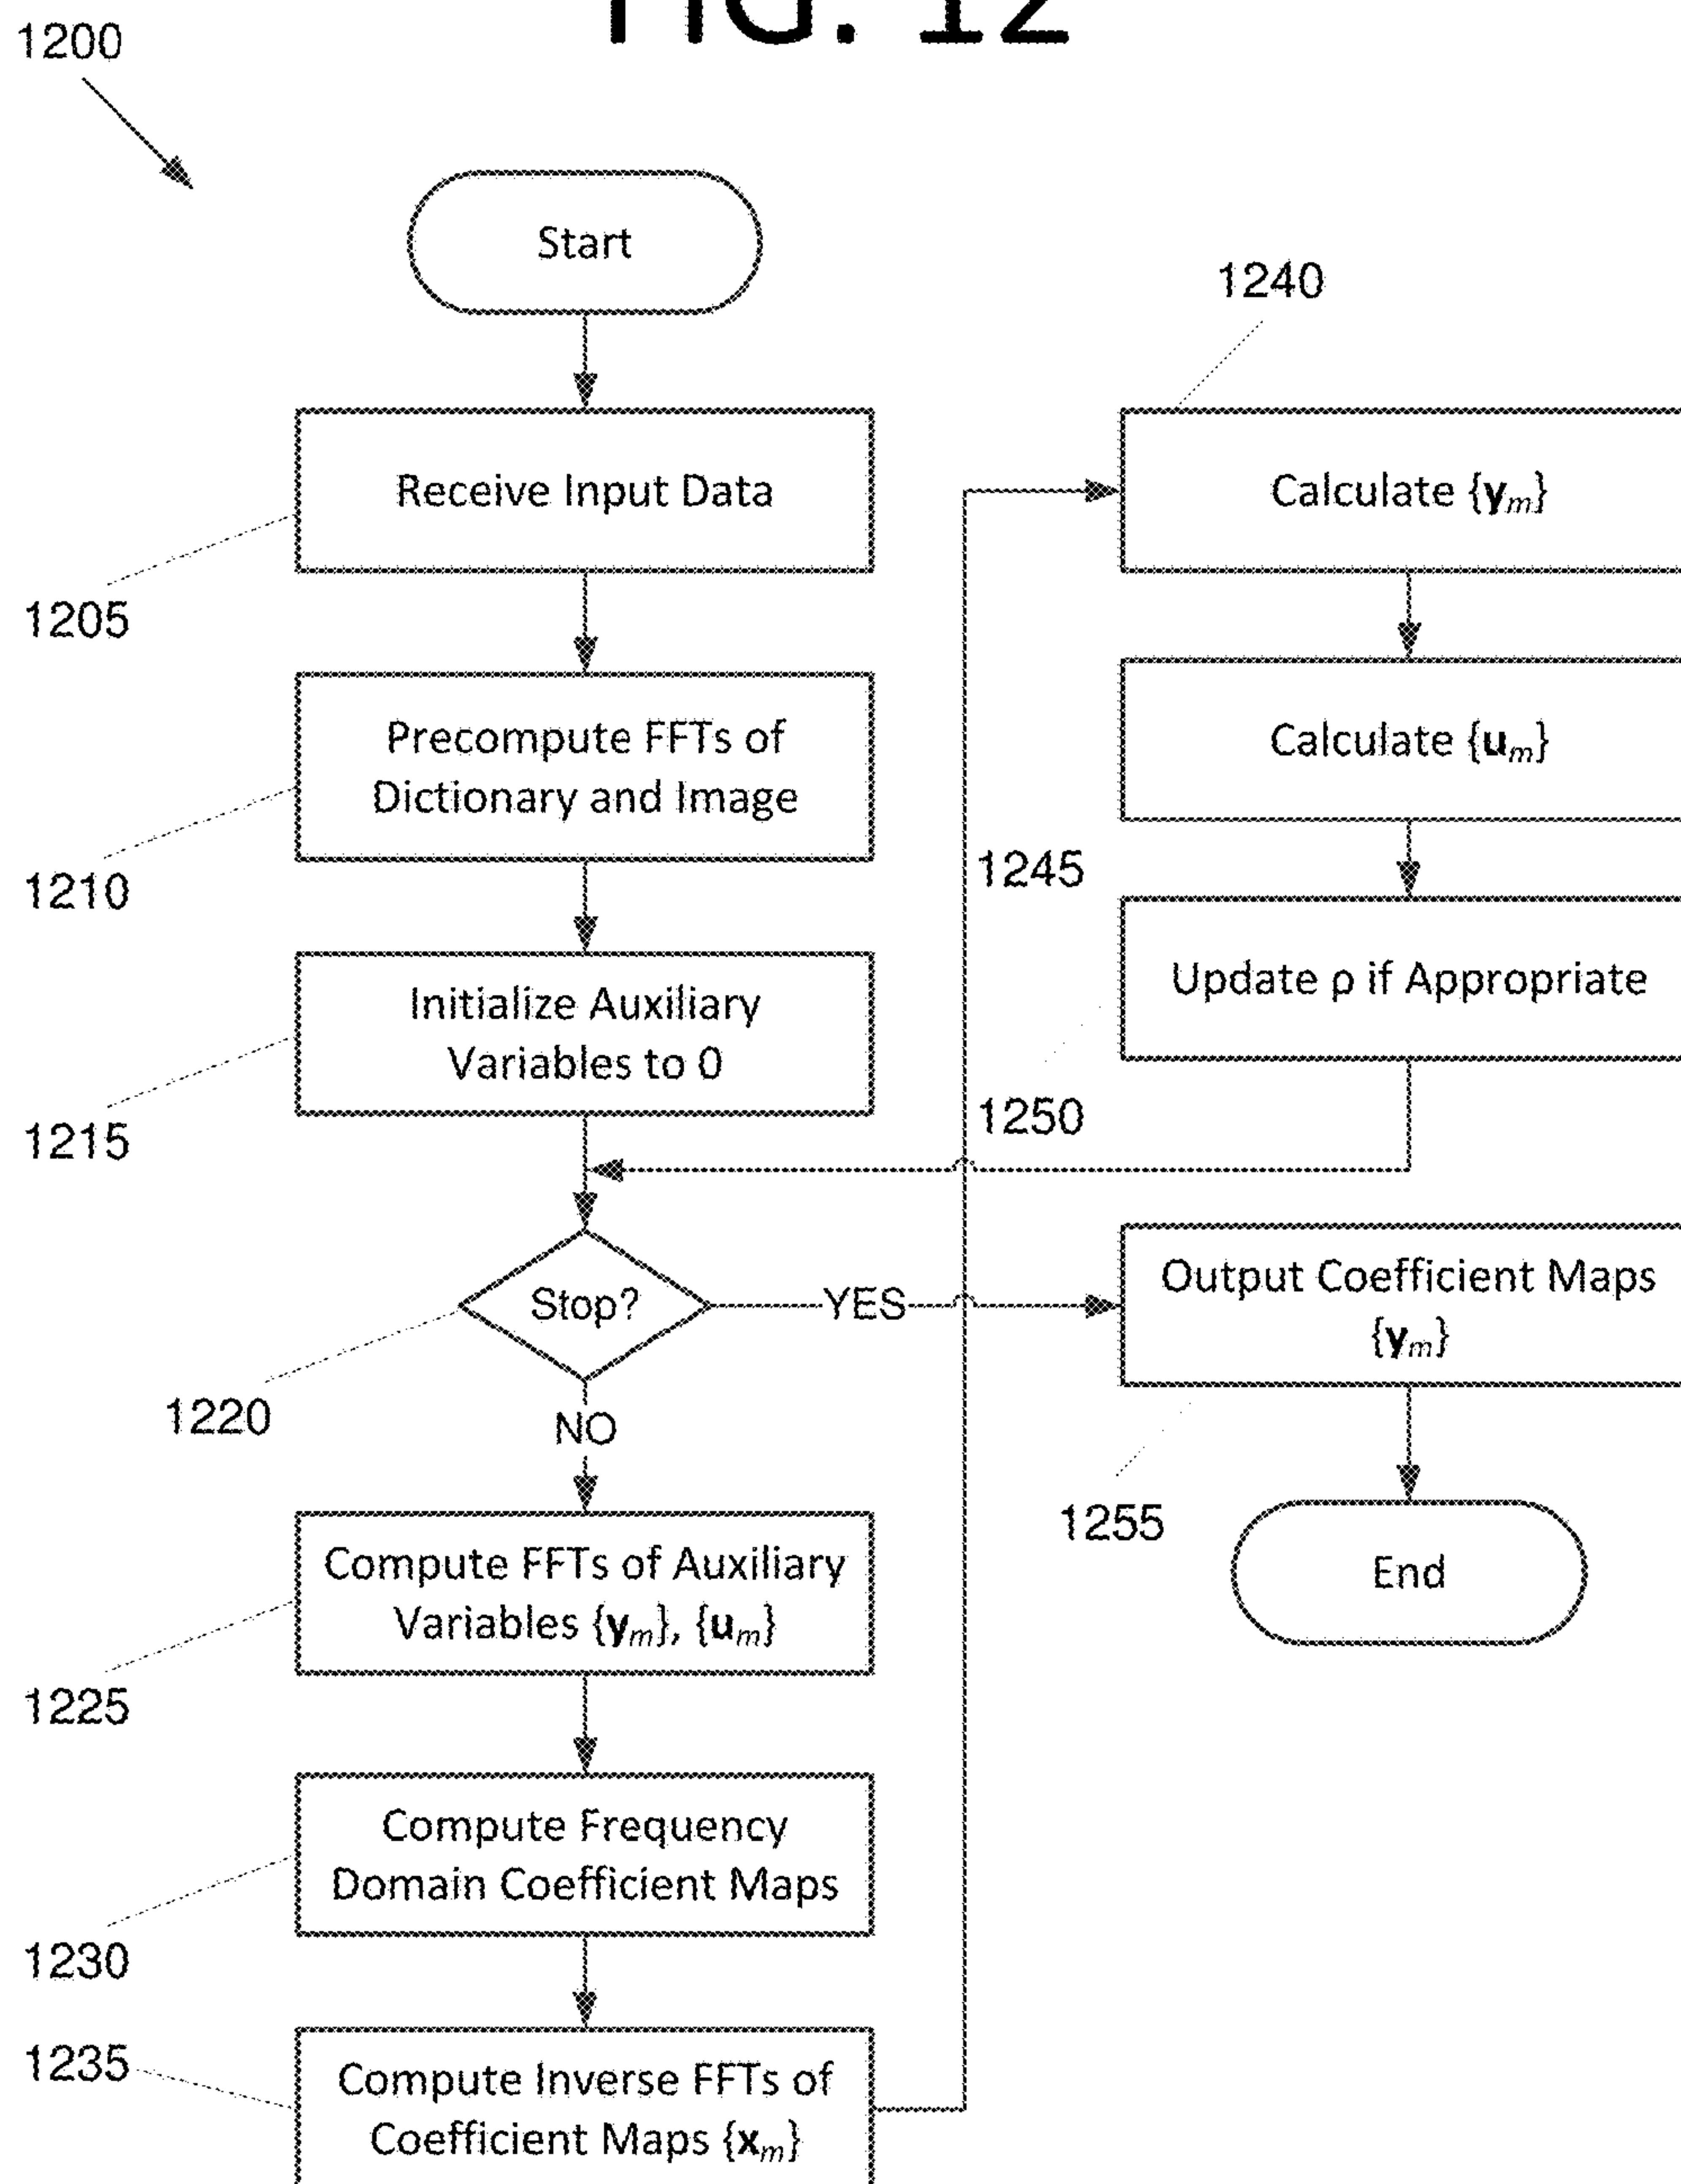 FIG. 12
1200
Start
Receive Input Data
1205
Precompute FFTs of
Dictionary and Image
1210
Initialize Auxiliary
Variables to 0
1215
Stop?
YES
1220
NO
Compute FFTs of Auxiliary
Variables {yₘ}, {uₘ}
1225
Compute Frequency
Domain Coefficient Maps
1230
1235
Compute Inverse FFTs of
Coefficient Maps {xₘ}
1240
Calculate {yₘ}
Calculate {uₘ}
1245
Update ρ if Appropriate
1250
Output Coefficient Maps
{yₘ}
1255
End